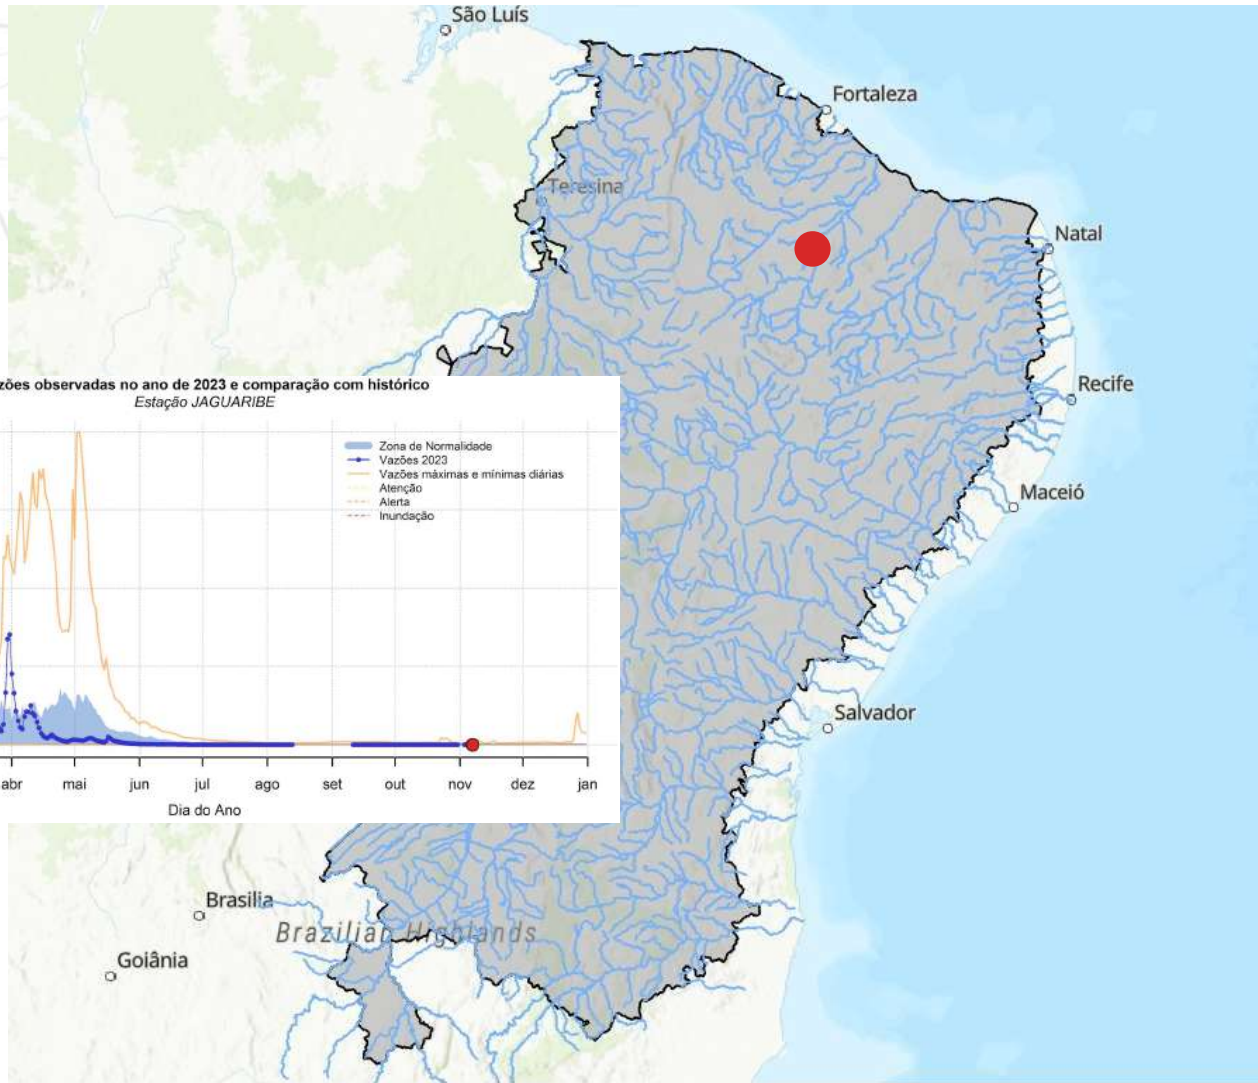 São Luís
Fortaleza
Teresina
Natal
Recife
zões observadas no ano de 2023 e comparação com histórico
Estação JAGUARIBE
Zona de Normalidade
Vazões 2023
Vazões máximas e mínimas diárias
Atenção
Alerta
Inundação
Maceió
Salvador
abr mai jun jul ago set out nov dez jan
Dia do Ano
Brasilia
Brazilian Highlands
Goiânia